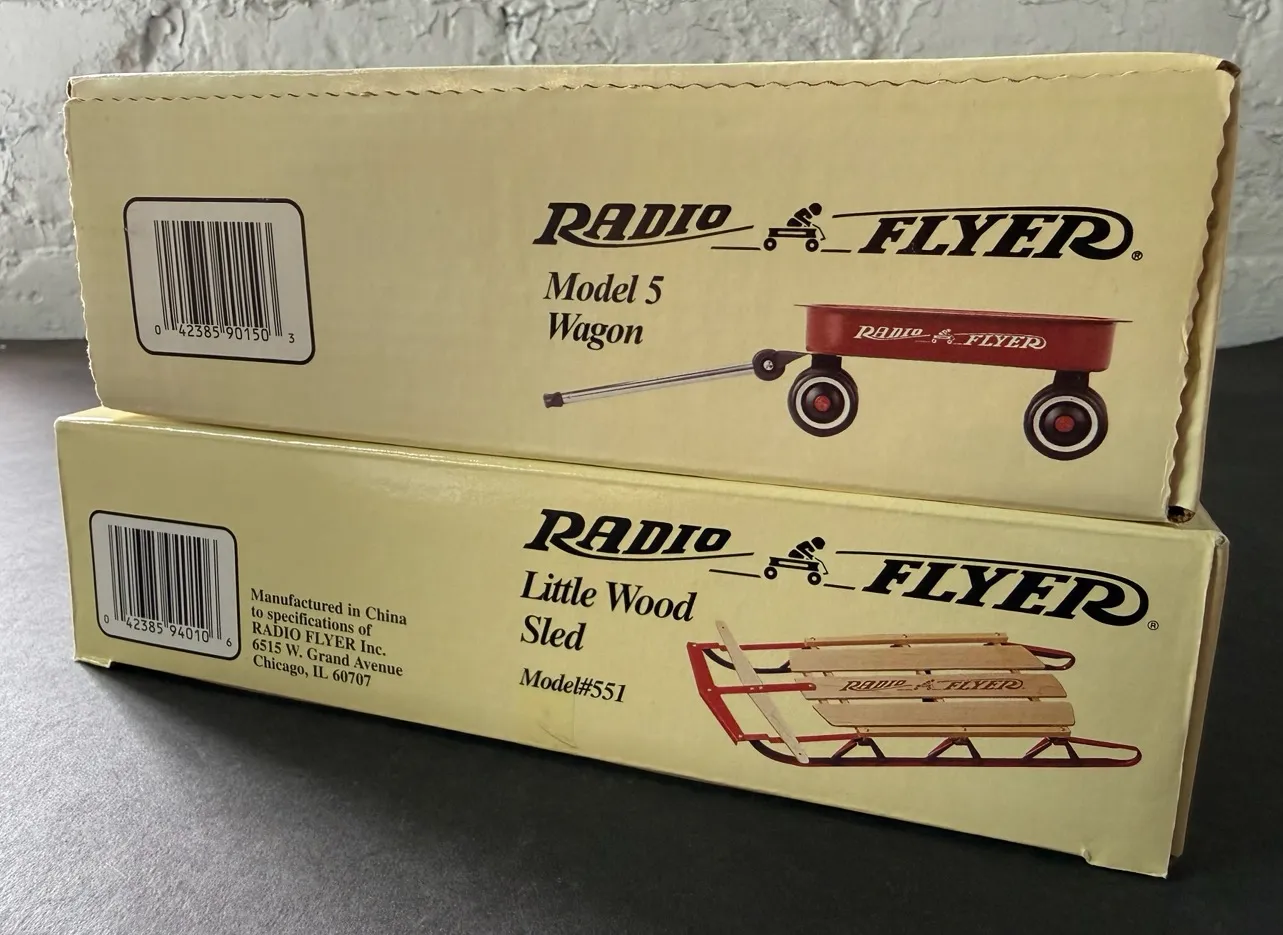 RADIO FLYER®
Model 5
Wagon
RADIO FLYER
0 42385 90150 3
RADIO FLYER®
Little Wood
Sled
Model#551
RADIO FLYER
0 42385 94010 6
Manufactured in China
to specifications of
RADIO FLYER Inc.
6515 W. Grand Avenue
Chicago, IL 60707